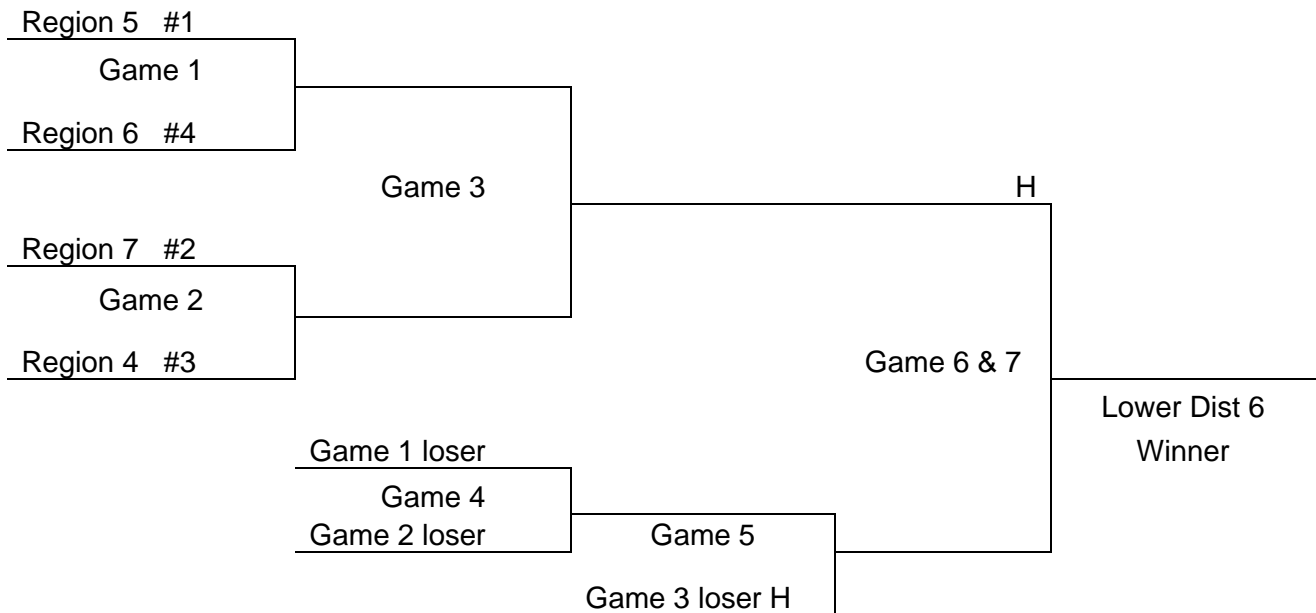 Region 5 #1
Game 1
Region 6 #4
Game 3
H
Region 7 #2
Game 2
Region 4 #3
Game 6 & 7
Lower Dist 6
Winner
Game 1 loser
Game 4
Game 2 loser
Game 5
Game 3 loser H